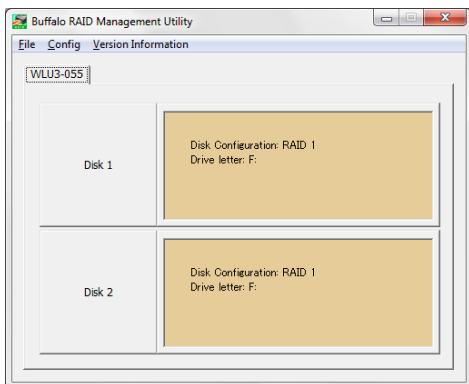 Buffalo RAID Management Utility
File Config Version Information
WLU3-055
Disk 1
Disk Configuration: RAID 1
Drive letter: F:
Disk 2
Disk Configuration: RAID 1
Drive letter: F: